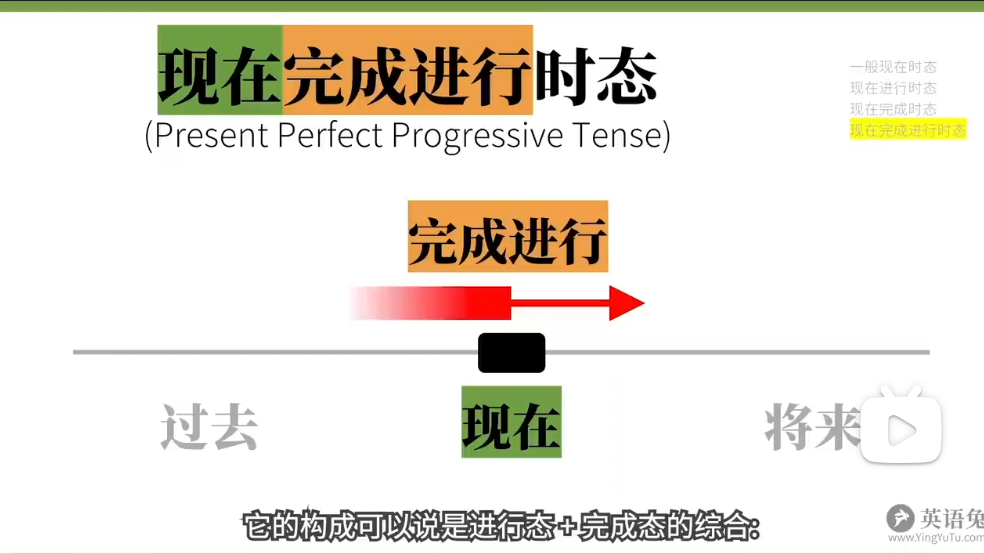 现在完成进行时态
(Present Perfect Progressive Tense)
一般现在时态
现在进行时态
现在完成时态
现在完成进行时态
完成进行
过去
现在
将来
它的构成可以说是进行态+完成态的综合:
英语兔
www.YingYuTu.com